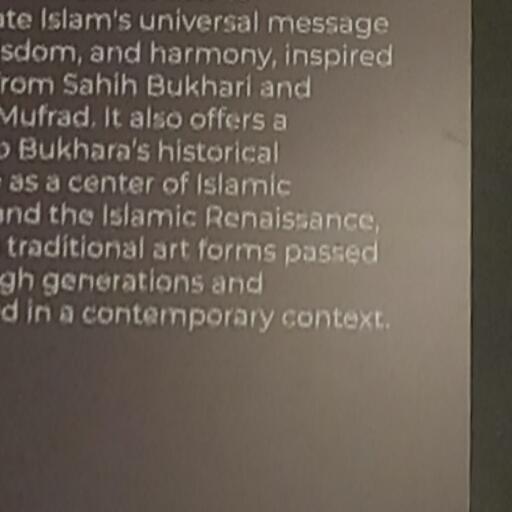 ate Islam's universal message
sdom, and harmony, inspired
rom Sahih Bukhari and
Mufrad. It also offers a
o Bukhara's historical
as a center of Islamic
and the Islamic Renaissance,
traditional art forms passed
gh generations and
d in a contemporary context.